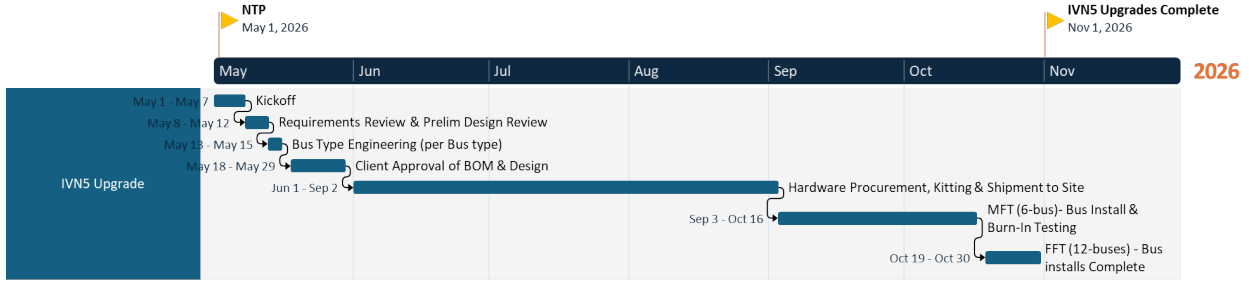 NTP
May 1, 2026
IVN5 Upgrades Complete
Nov 1, 2026
May Jun Jul Aug Sep Oct Nov 2026
IVN5 Upgrade
May 1 - May 7 Kickoff
May 8 - May 12 Requirements Review & Prelim Design Review
May 13 - May 15 Bus Type Engineering (per Bus type)
May 18 - May 29 Client Approval of BOM & Design
Jun 1 - Sep 2 Hardware Procurement, Kitting & Shipment to Site
Sep 3 - Oct 16 MFT (6-bus)- Bus Install &
Burn-In Testing
Oct 19 - Oct 30 FFT (12-buses) - Bus
installs Complete